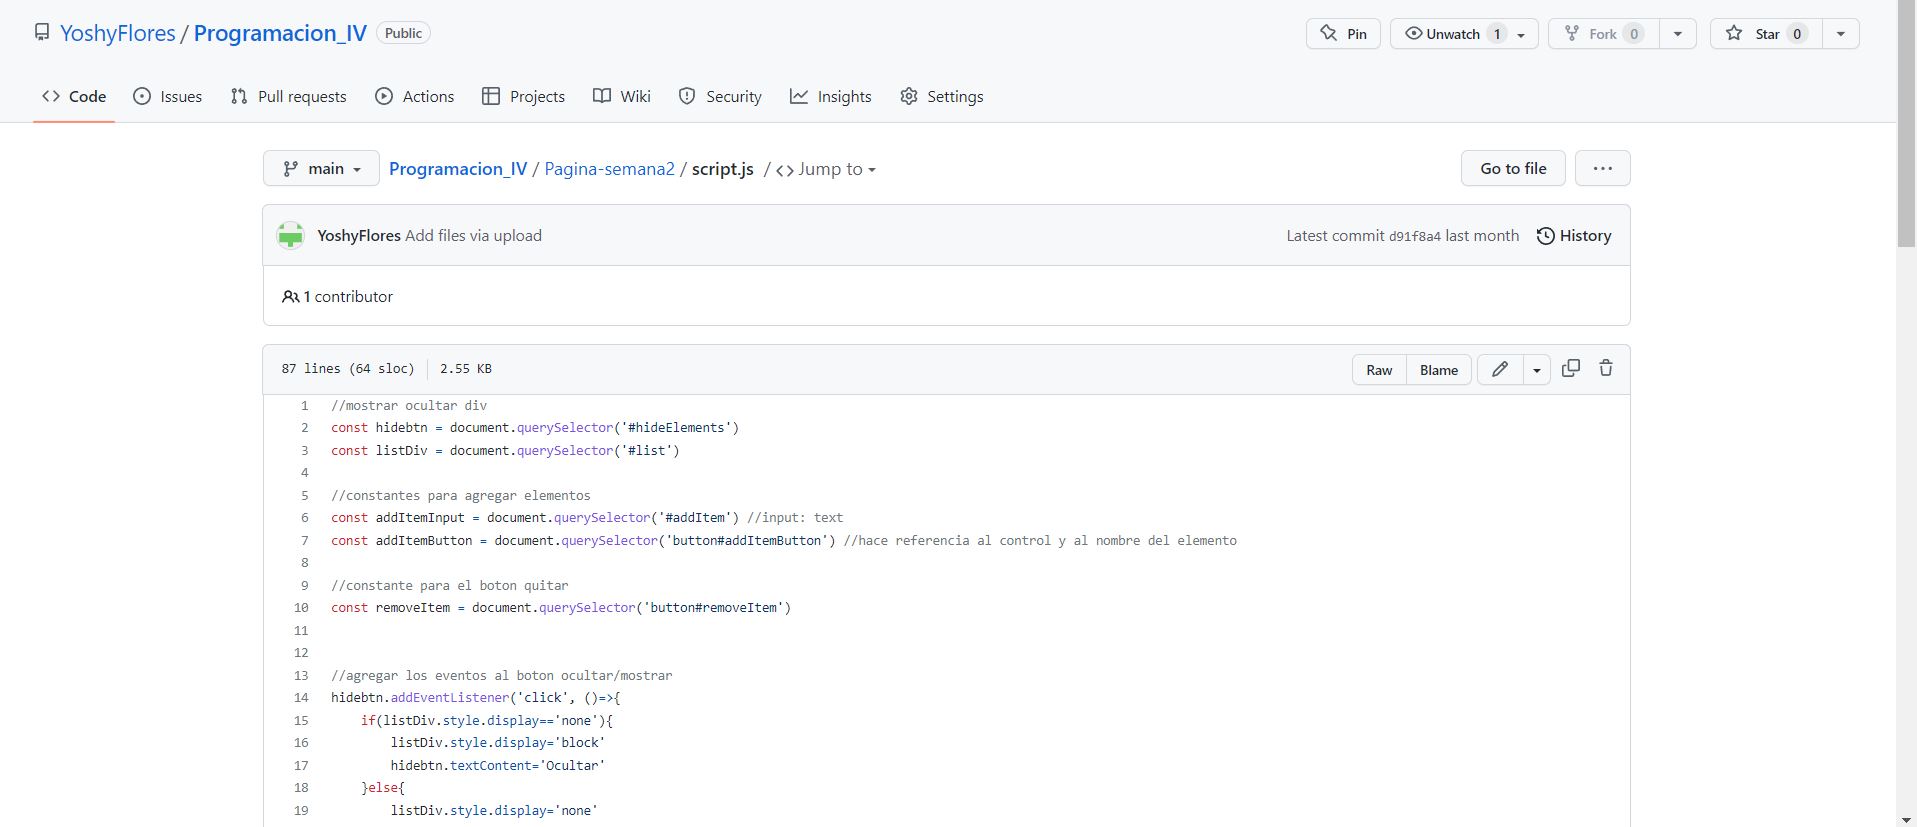 YoshyFlores / Programacion_IV Public
Pin Unwatch 1 Fork 0 Star 0
Code Issues Pull requests Actions Projects Wiki Security Insights Settings
main Programacion_IV / Pagina-semana2 / script.js / <> Jump to Go to file ...
YoshyFlores Add files via upload Latest commit d91f8a4 last month History
1 contributor
87 lines (64 sloc) 2.55 KB Raw Blame
1 //mostrar ocultar div
2 const hidebtn = document.querySelector('#hideElements')
3 const listDiv = document.querySelector('#list')
4
5 //constantes para agregar elementos
6 const addItemInput = document.querySelector('#addItem') //input: text
7 const addItemButton = document.querySelector('button#addItemButton') //hace referencia al control y al nombre del elemento
8
9 //constante para el boton quitar
10 const removeItem = document.querySelector('button#removeItem')
11
12
13 //agregar los eventos al boton ocultar/mostrar
14 hidebtn.addEventListener('click', ()=>{
15     if(listDiv.style.display=='none'){
16         listDiv.style.display='block'
17         hidebtn.textContent='Ocultar'
18     }else{
19         listDiv.style.display='none'